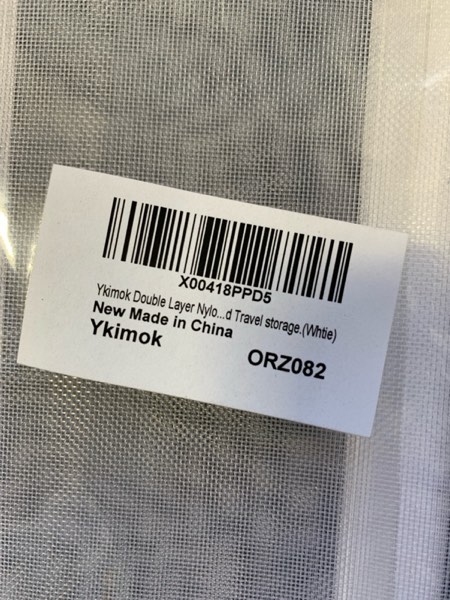 X00418PPD5
Ykimok Double Layer Nylo...d Travel storage.(Whtie)
New Made in China
Ykimok
ORZ082